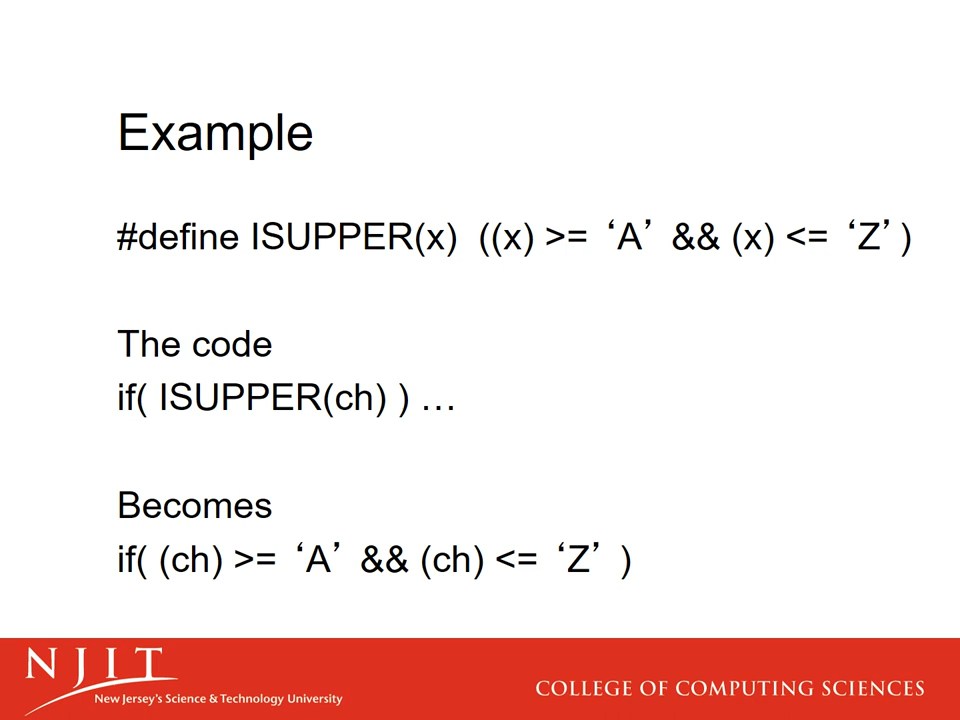 Example
#define ISUPPER(x) ((x) >= ‘A’ && (x) <= ‘Z’)
The code
if( ISUPPER(ch) ) …
Becomes
if( (ch) >= ‘A’ && (ch) <= ‘Z’ )
NJIT
New Jersey's Science & Technology University
COLLEGE OF COMPUTING SCIENCES